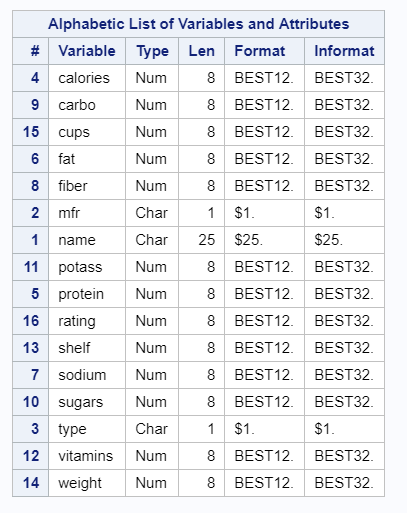 Alphabetic List of Variables and Attributes
# Variable Type Len Format Informat
4 calories Num 8 BEST12. BEST32.
9 carbo Num 8 BEST12. BEST32.
15 cups Num 8 BEST12. BEST32.
6 fat Num 8 BEST12. BEST32.
8 fiber Num 8 BEST12. BEST32.
2 mfr Char 1 $1. $1.
1 name Char 25 $25. $25.
11 potass Num 8 BEST12. BEST32.
5 protein Num 8 BEST12. BEST32.
16 rating Num 8 BEST12. BEST32.
13 shelf Num 8 BEST12. BEST32.
7 sodium Num 8 BEST12. BEST32.
10 sugars Num 8 BEST12. BEST32.
3 type Char 1 $1. $1.
12 vitamins Num 8 BEST12. BEST32.
14 weight Num 8 BEST12. BEST32.